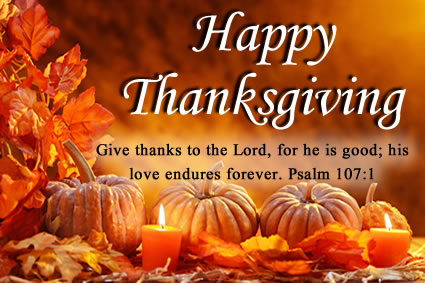 Happy
Thanksgiving
Give thanks to the Lord, for he is good; his
love endures forever. Psalm 107:1